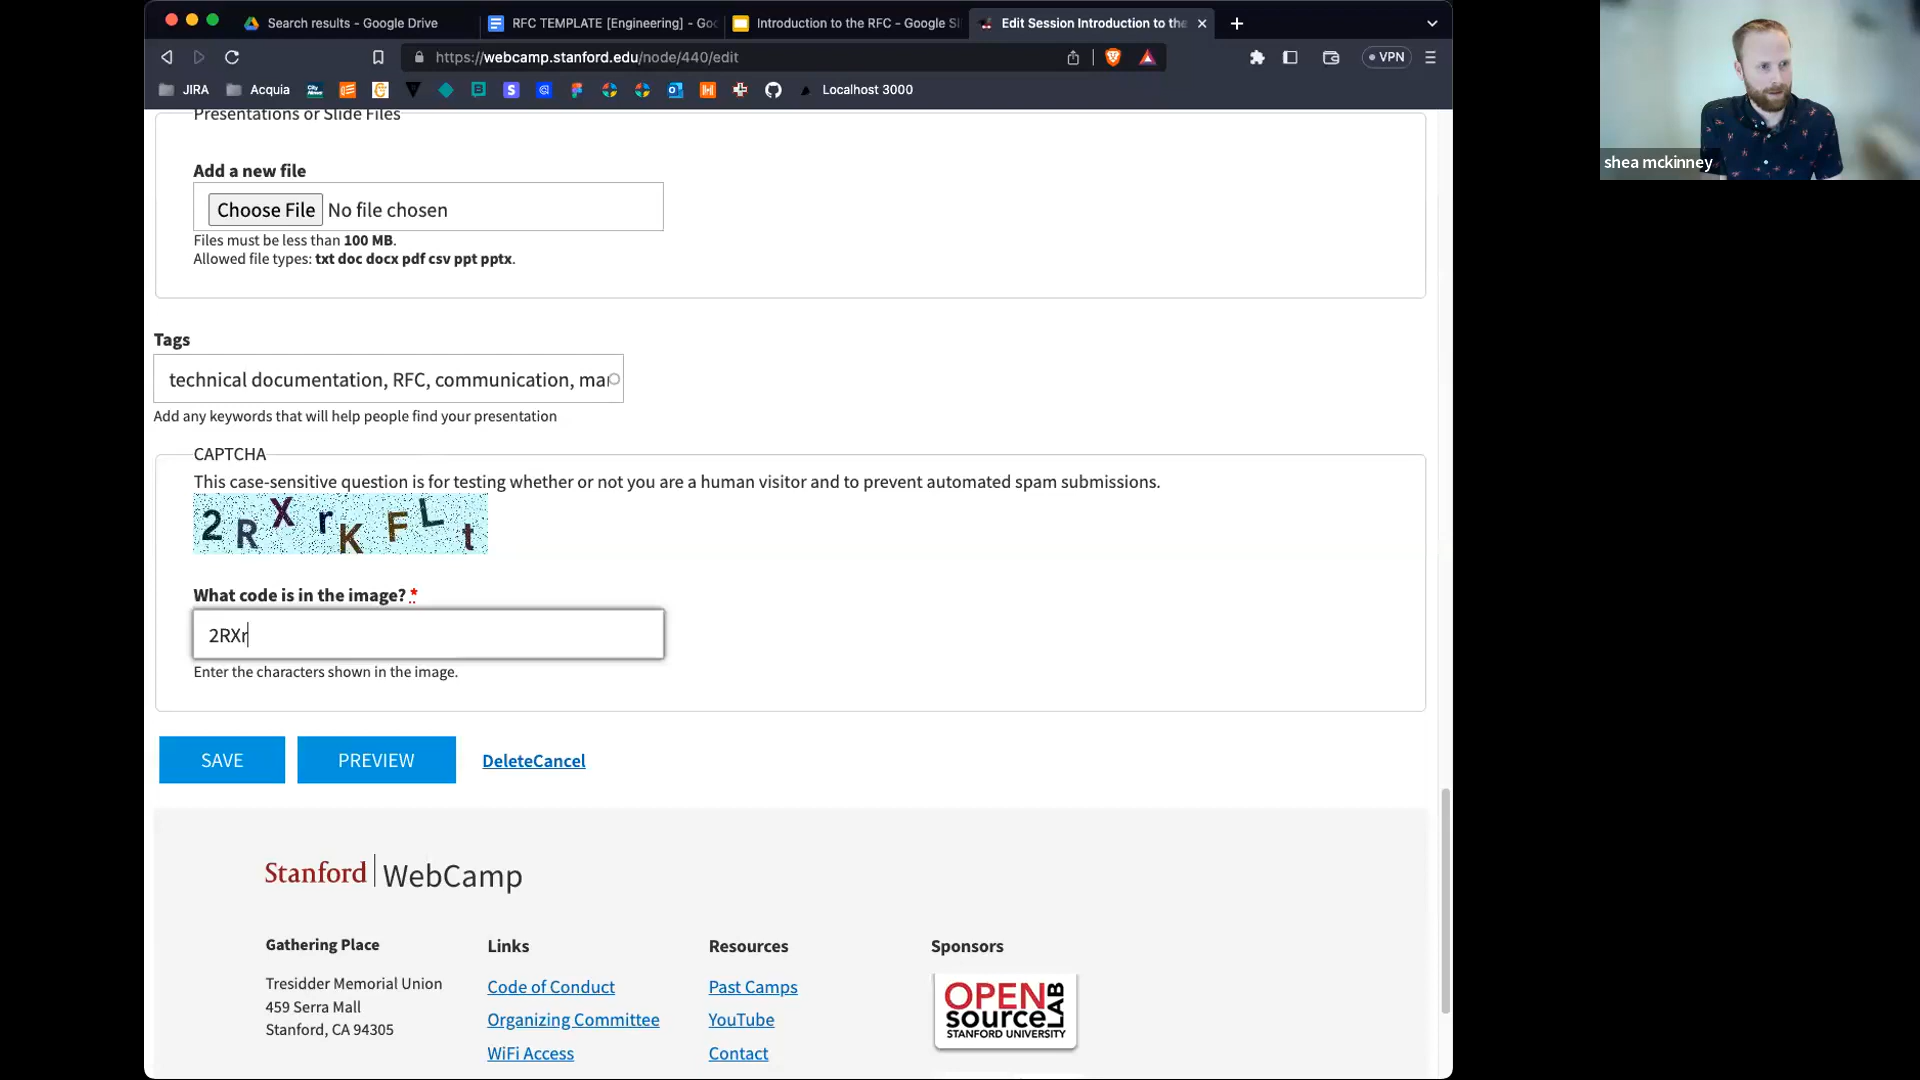 Search results - Google Drive
RFC TEMPLATE [Engineering] - Goo
Introduction to the RFC - Google Sl
Edit Session Introduction to the
https://webcamp.stanford.edu/node/440/edit
VPN
JIRA
Acquia
Localhost 3000
shea mckinney
Presentations or Slide Files
Add a new file
Choose File No file chosen
Files must be less than 100 MB.
Allowed file types: txt doc docx pdf csv ppt pptx.
Tags
technical documentation, RFC, communication, mar
Add any keywords that will help people find your presentation
CAPTCHA
This case-sensitive question is for testing whether or not you are a human visitor and to prevent automated spam submissions.
2RXrKFLt
What code is in the image? *
2RXr
Enter the characters shown in the image.
SAVE
PREVIEW
DeleteCancel
Stanford | WebCamp
Gathering Place
Tresidder Memorial Union
459 Serra Mall
Stanford, CA 94305
Links
Code of Conduct
Organizing Committee
WiFi Access
Resources
Past Camps
YouTube
Contact
Sponsors
OPEN
source LAB
STANFORD UNIVERSITY